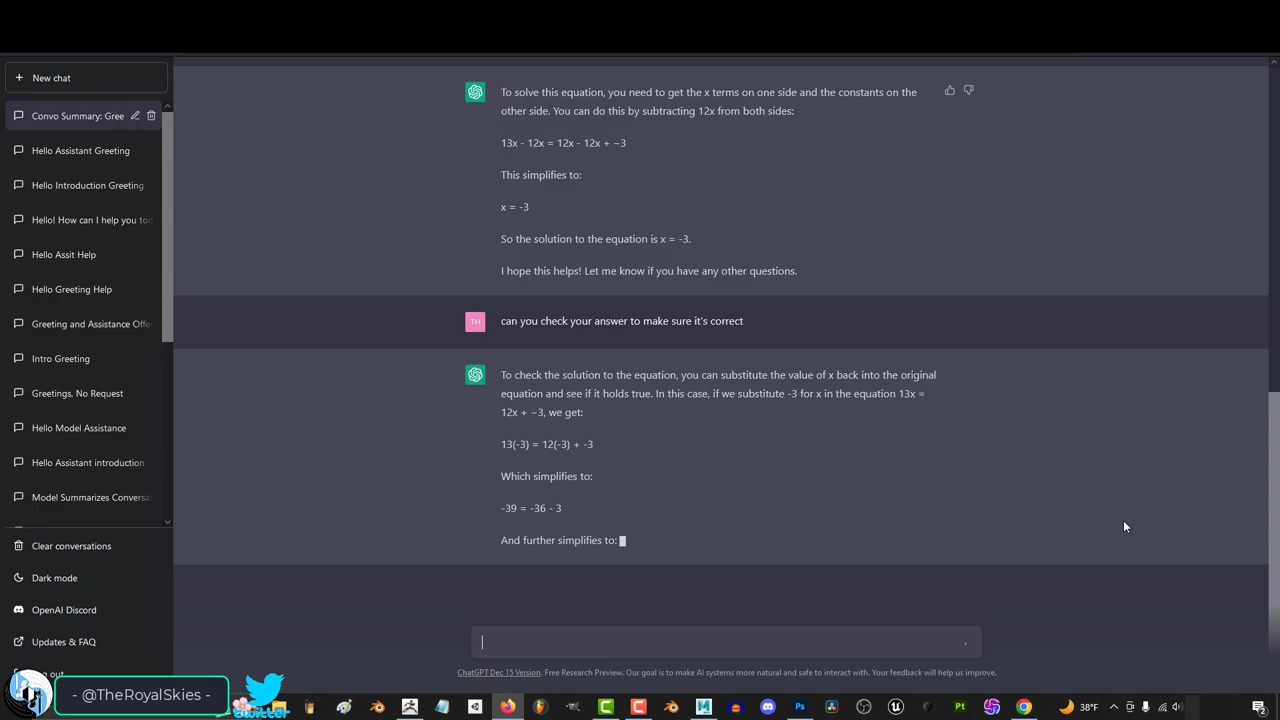 New chat
Convo Summary: Gree
Hello Assistant Greeting
Hello Introduction Greeting
Hello! How can I help you too
Hello Assit Help
Hello Greeting Help
Greeting and Assistance Offe
Intro Greeting
Greetings, No Request
Hello Model Assistance
Hello Assistant introduction
Model Summarizes Conversa
Clear conversations
Dark mode
OpenAI Discord
Updates & FAQ
out
- @TheRoyalSkies -
twitter
To solve this equation, you need to get the x terms on one side and the constants on the
other side. You can do this by subtracting 12x from both sides:
13x - 12x = 12x - 12x + −3
This simplifies to:
x = -3
So the solution to the equation is x = -3.
I hope this helps! Let me know if you have any other questions.
TH
can you check your answer to make sure it's correct
To check the solution to the equation, you can substitute the value of x back into the original
equation and see if it holds true. In this case, if we substitute -3 for x in the equation 13x =
12x + −3, we get:
13(-3) = 12(-3) + -3
Which simplifies to:
-39 = -36 - 3
And further simplifies to:
ChatGPT Dec 15 Version. Free Research Preview. Our goal is to make AI systems more natural and safe to interact with. Your feedback will help us improve.
38°F